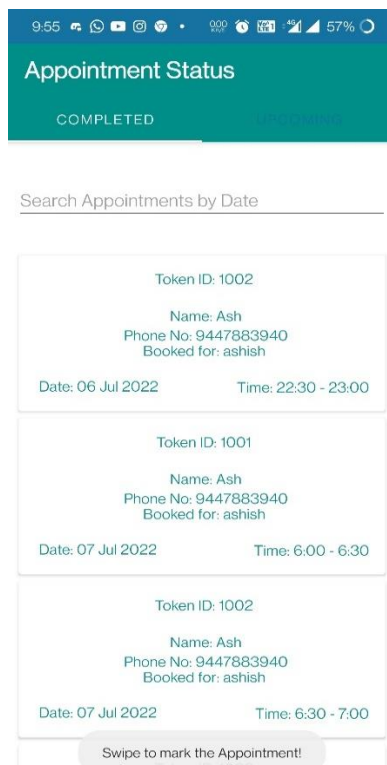 9:55 57%
Appointment Status
COMPLETED UPCOMING
Search Appointments by Date
Token ID: 1002
Name: Ash
Phone No: 9447883940
Booked for: ashish
Date: 06 Jul 2022 Time: 22:30 - 23:00
Token ID: 1001
Name: Ash
Phone No: 9447883940
Booked for: ashish
Date: 07 Jul 2022 Time: 6:00 - 6:30
Token ID: 1002
Name: Ash
Phone No: 9447883940
Booked for: ashish
Date: 07 Jul 2022 Time: 6:30 - 7:00
Swipe to mark the Appointment!